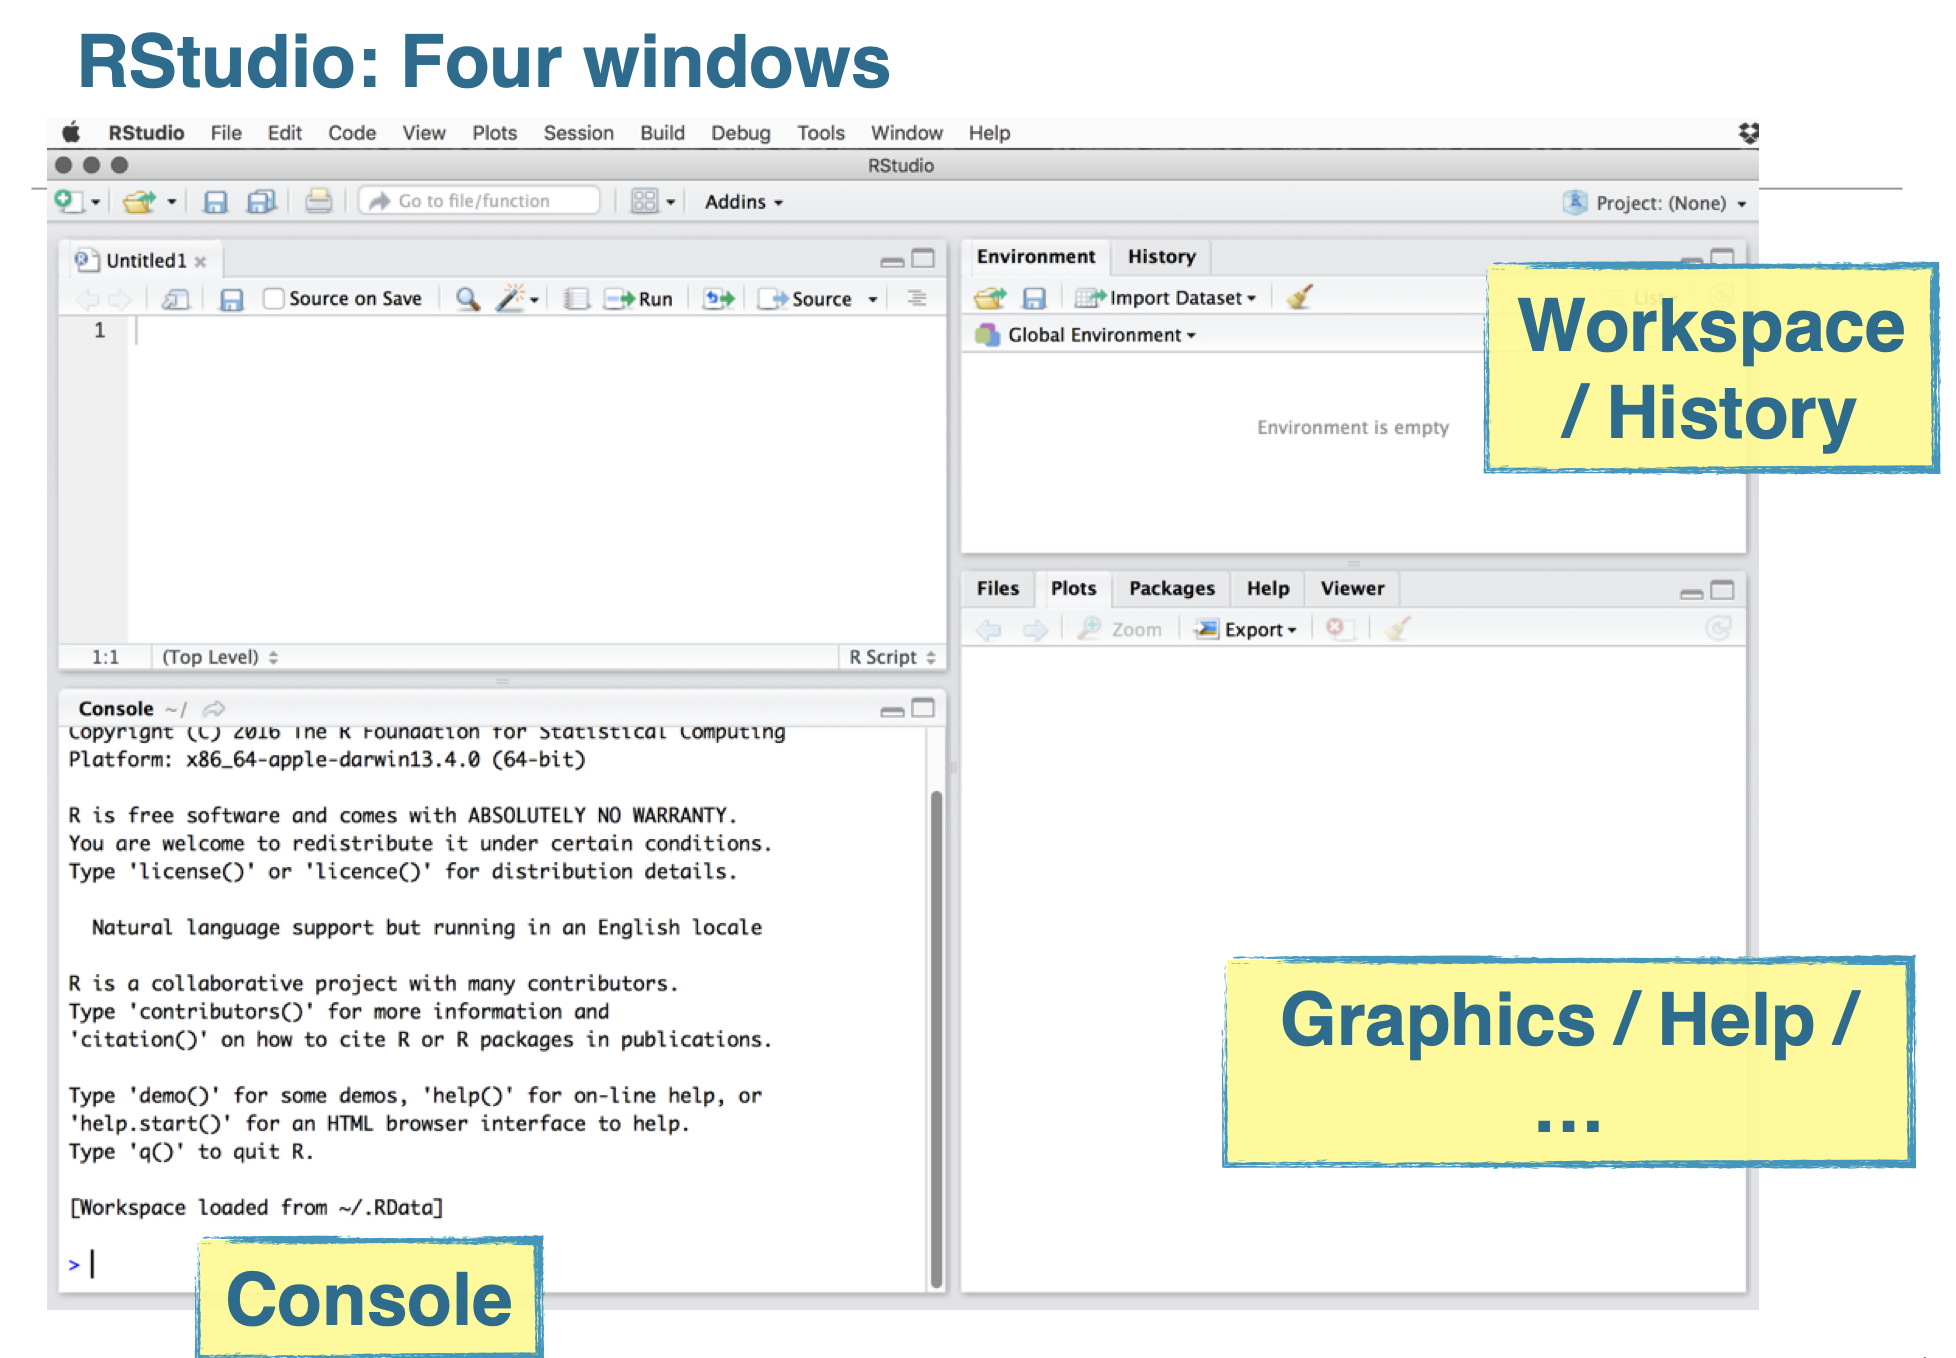 RStudio: Four windows
RStudio File Edit Code View Plots Session Build Debug Tools Window Help
RStudio
Go to file/function Addins Project: (None)
Untitled1
Source on Save Run Source
1
1:1 (Top Level) R Script
Environment History
Import Dataset List
Global Environment
Environment is empty
Workspace
/ History
Files Plots Packages Help Viewer
Zoom Export
Console ~/
Copyright (C) 2016 The R Foundation for Statistical Computing
Platform: x86_64-apple-darwin13.4.0 (64-bit)
R is free software and comes with ABSOLUTELY NO WARRANTY.
You are welcome to redistribute it under certain conditions.
Type 'license()' or 'licence()' for distribution details.
Natural language support but running in an English locale
R is a collaborative project with many contributors.
Type 'contributors()' for more information and
'citation()' on how to cite R or R packages in publications.
Type 'demo()' for some demos, 'help()' for on-line help, or
'help.start()' for an HTML browser interface to help.
Type 'q()' to quit R.
[Workspace loaded from ~/.RData]
>
Console
Graphics / Help /
...